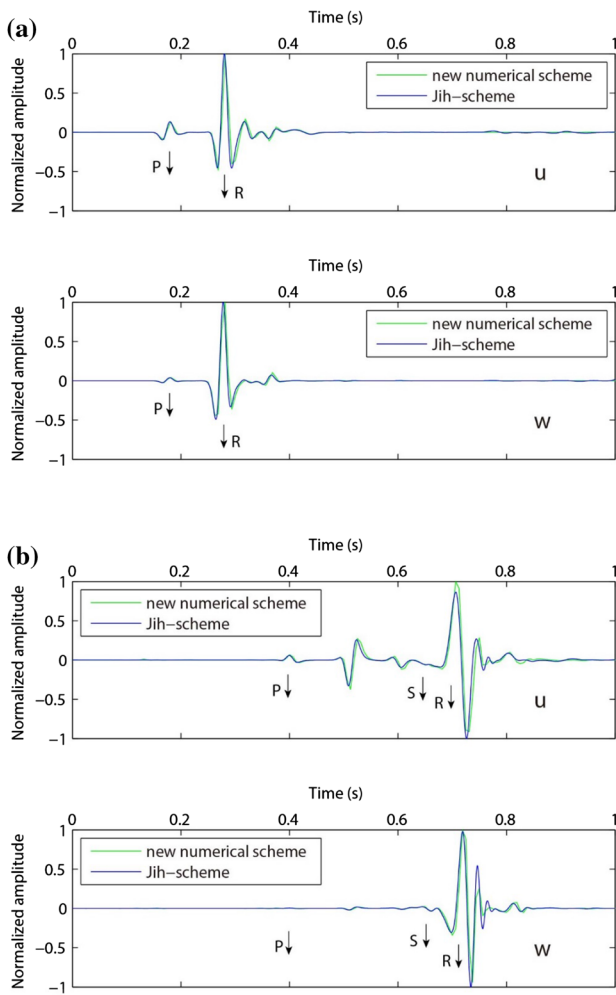 (a)
Time (s)
0 0.2 0.4 0.6 0.8 1
Normalized amplitude
1
0.5
0
−0.5
−1
new numerical scheme
Jih−scheme
P
R
u
Time (s)
0 0.2 0.4 0.6 0.8 1
Normalized amplitude
1
0.5
0
−0.5
−1
new numerical scheme
Jih−scheme
P
R
w
(b)
Time (s)
0 0.2 0.4 0.6 0.8 1
Normalized amplitude
1
0.5
0
−0.5
−1
new numerical scheme
Jih−scheme
P
S
R
u
Time (s)
0 0.2 0.4 0.6 0.8 1
Normalized amplitude
1
0.5
0
−0.5
−1
new numerical scheme
Jih−scheme
P
S
R
w